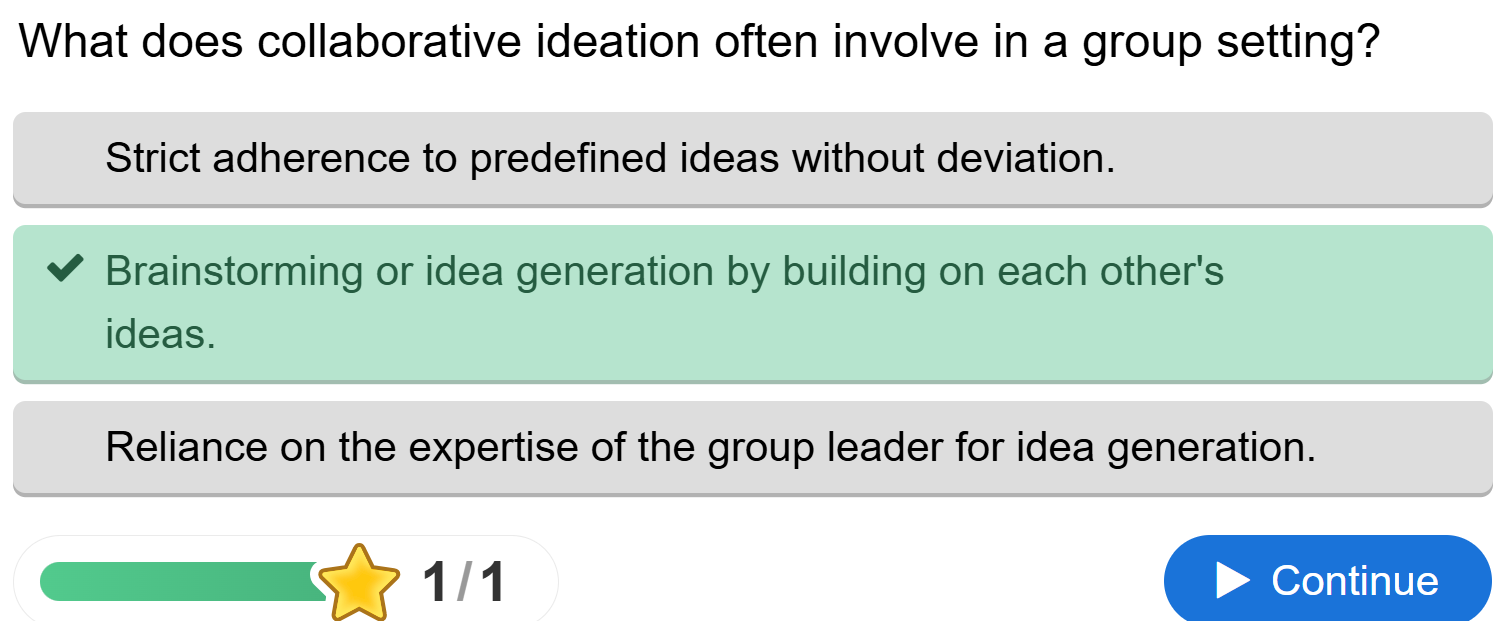 What does collaborative ideation often involve in a group setting?
Strict adherence to predefined ideas without deviation.
Brainstorming or idea generation by building on each other's
ideas.
Reliance on the expertise of the group leader for idea generation.
1/1
Continue